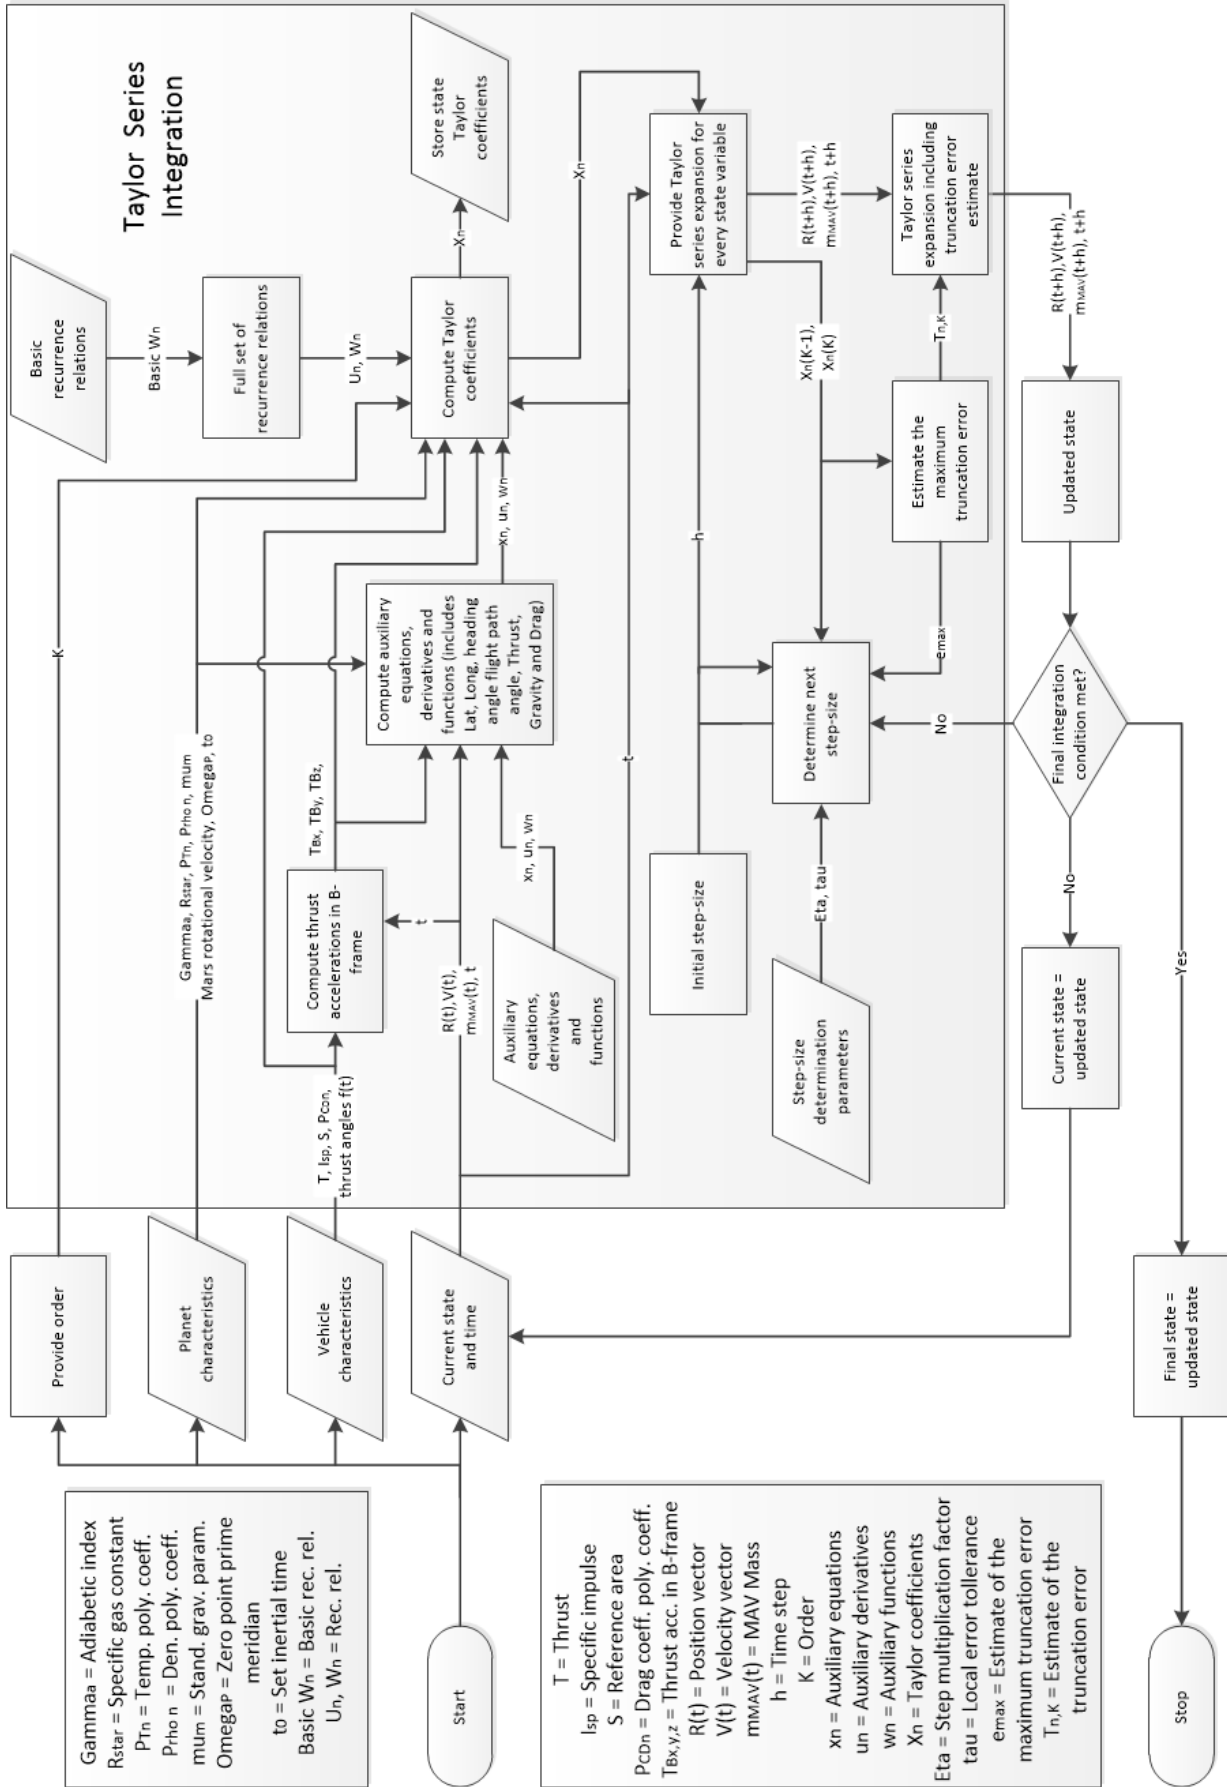 Taylor Series
Integration
Gammaa = Adiabetic index
Rstar = Specific gas constant
PTn = Temp. poly. coeff.
Prho n = Den. poly. coeff.
mum = Stand. grav. param.
OmegaP = Zero point prime
meridian
to = Set inertial time
Basic Wn = Basic rec. rel.
Un, Wn = Rec. rel.
Start
T = Thrust
Isp = Specific impulse
S = Reference area
PCDn = Drag coeff. poly. coeff.
TBx,y,z = Thrust acc. in B-frame
R(t) = Position vector
V(t) = Velocity vector
mMAV(t) = MAV Mass
h = Time step
K = Order
xn = Auxiliary equations
un = Auxiliary derivatives
wn = Auxiliary functions
Xn = Taylor coefficients
Eta = Step multiplication factor
tau = Local error tollerance
emax = Estimate of the
maximum truncation error
Tn,K = Estimate of the
truncation error
Stop
Provide order
Planet
characteristics
Vehicle
characteristics
Current state
and time
Final state =
updated state
K
Gammaa, Rstar, PTn, Prho n, mum
Mars rotational velocity, OmegaP, to
T, Isp, S, PCDn,
thrust angles f(t)
R(t),V(t),
mMAV(t), t
t
Compute thrust
accelerations in B-
frame
TBx, TBy, TBz,
Auxiliary
equations,
derivatives
and
functions
xn, un, wn
Compute auxiliary
equations,
derivatives and
functions (includes
Lat, Long, heading
angle flight path
angle, Thrust,
Gravity and Drag)
xn, un, wn
t
Basic
recurrence
relations
Basic Wn
Full set of
recurrence relations
Un, Wn
Compute Taylor
coefficients
Xn
Store state
Taylor
coefficients
Xn
Initial step-size
Step-size
determination
parameters
Eta, tau
Determine next
step-size
h
Provide Taylor
series expansion for
every state variable
R(t+h),V(t+h),
mMAV(t+h), t+h
Xn(K-1),
Xn(K)
Estimate the
maximum
truncation error
emax
Tn,K
Taylor series
expansion including
truncation error
estimate
R(t+h),V(t+h),
mMAV(t+h), t+h
Updated state
Final integration
condition met?
No
No
Current state =
updated state
Yes